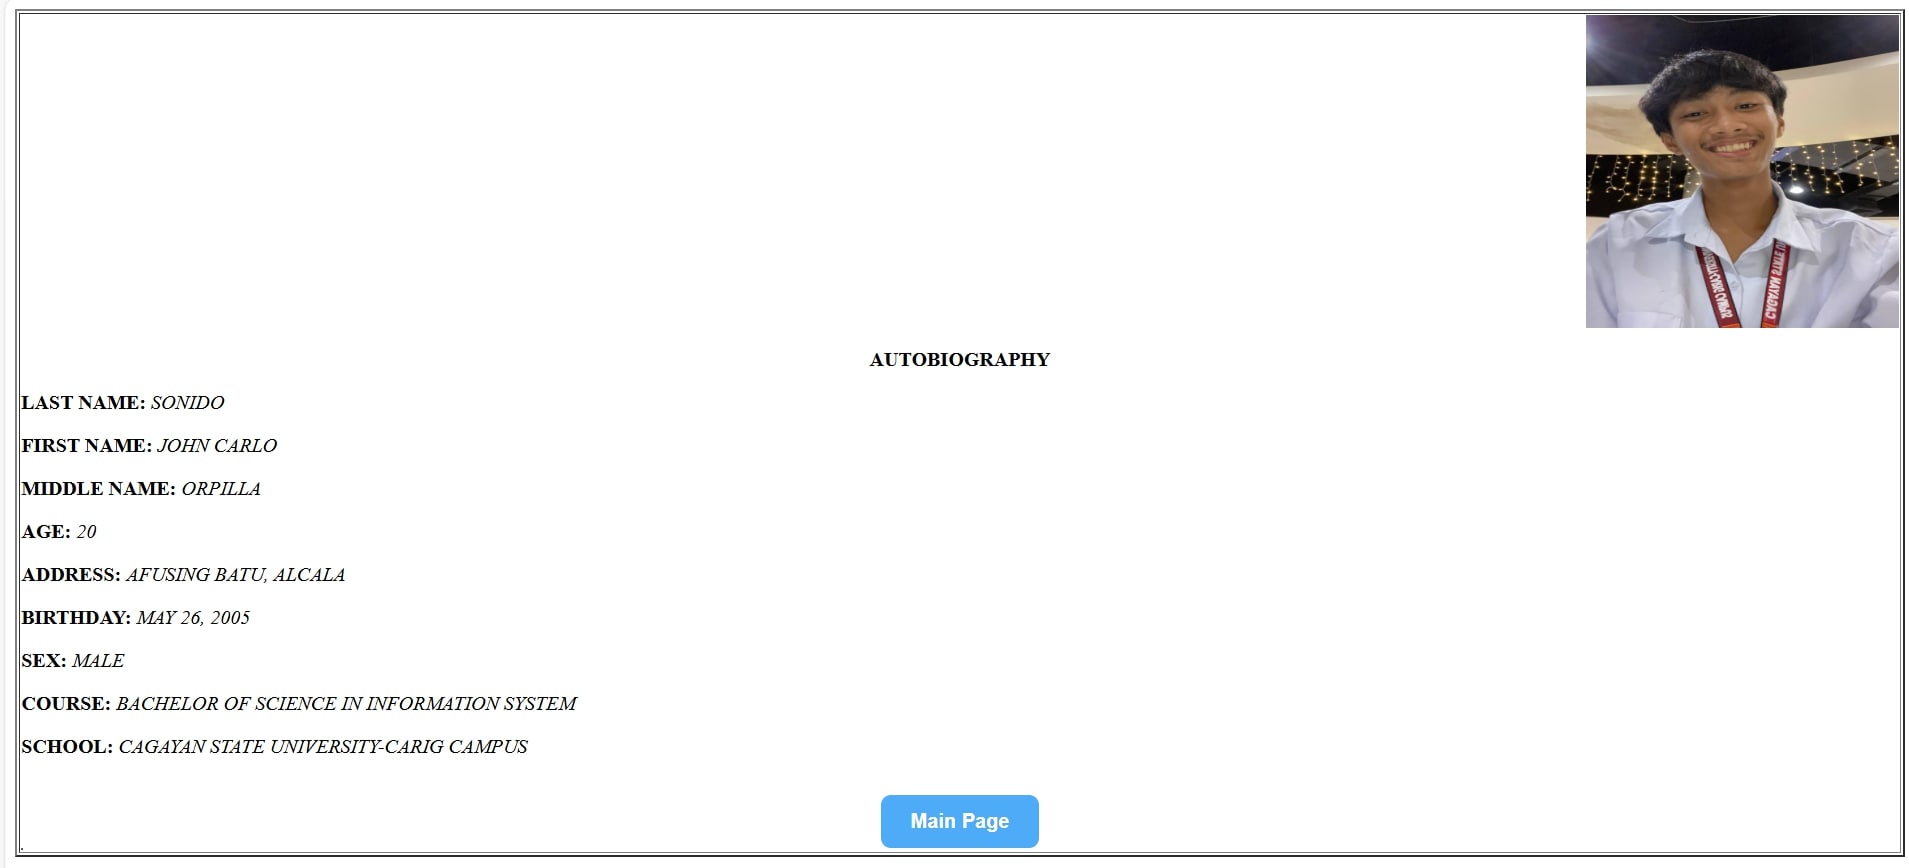 AUTOBIOGRAPHY
LAST NAME: SONIDO
FIRST NAME: JOHN CARLO
MIDDLE NAME: ORPILLA
AGE: 20
ADDRESS: AFUSING BATU, ALCALA
BIRTHDAY: MAY 26, 2005
SEX: MALE
COURSE: BACHELOR OF SCIENCE IN INFORMATION SYSTEM
SCHOOL: CAGAYAN STATE UNIVERSITY-CARIG CAMPUS
Main Page
.